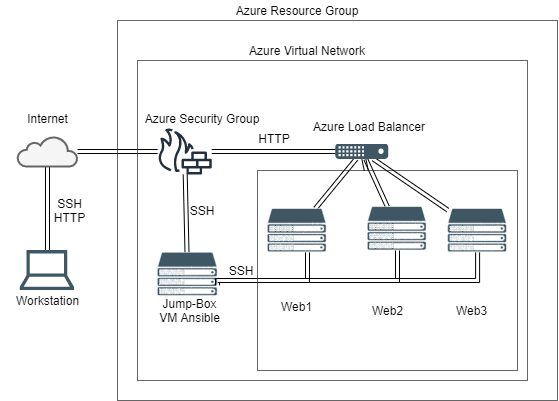 Azure Resource Group
Azure Virtual Network
Internet
Azure Security Group
HTTP
Azure Load Balancer
SSH
HTTP
SSH
SSH
Workstation
Jump-Box
VM Ansible
Web1
Web2
Web3